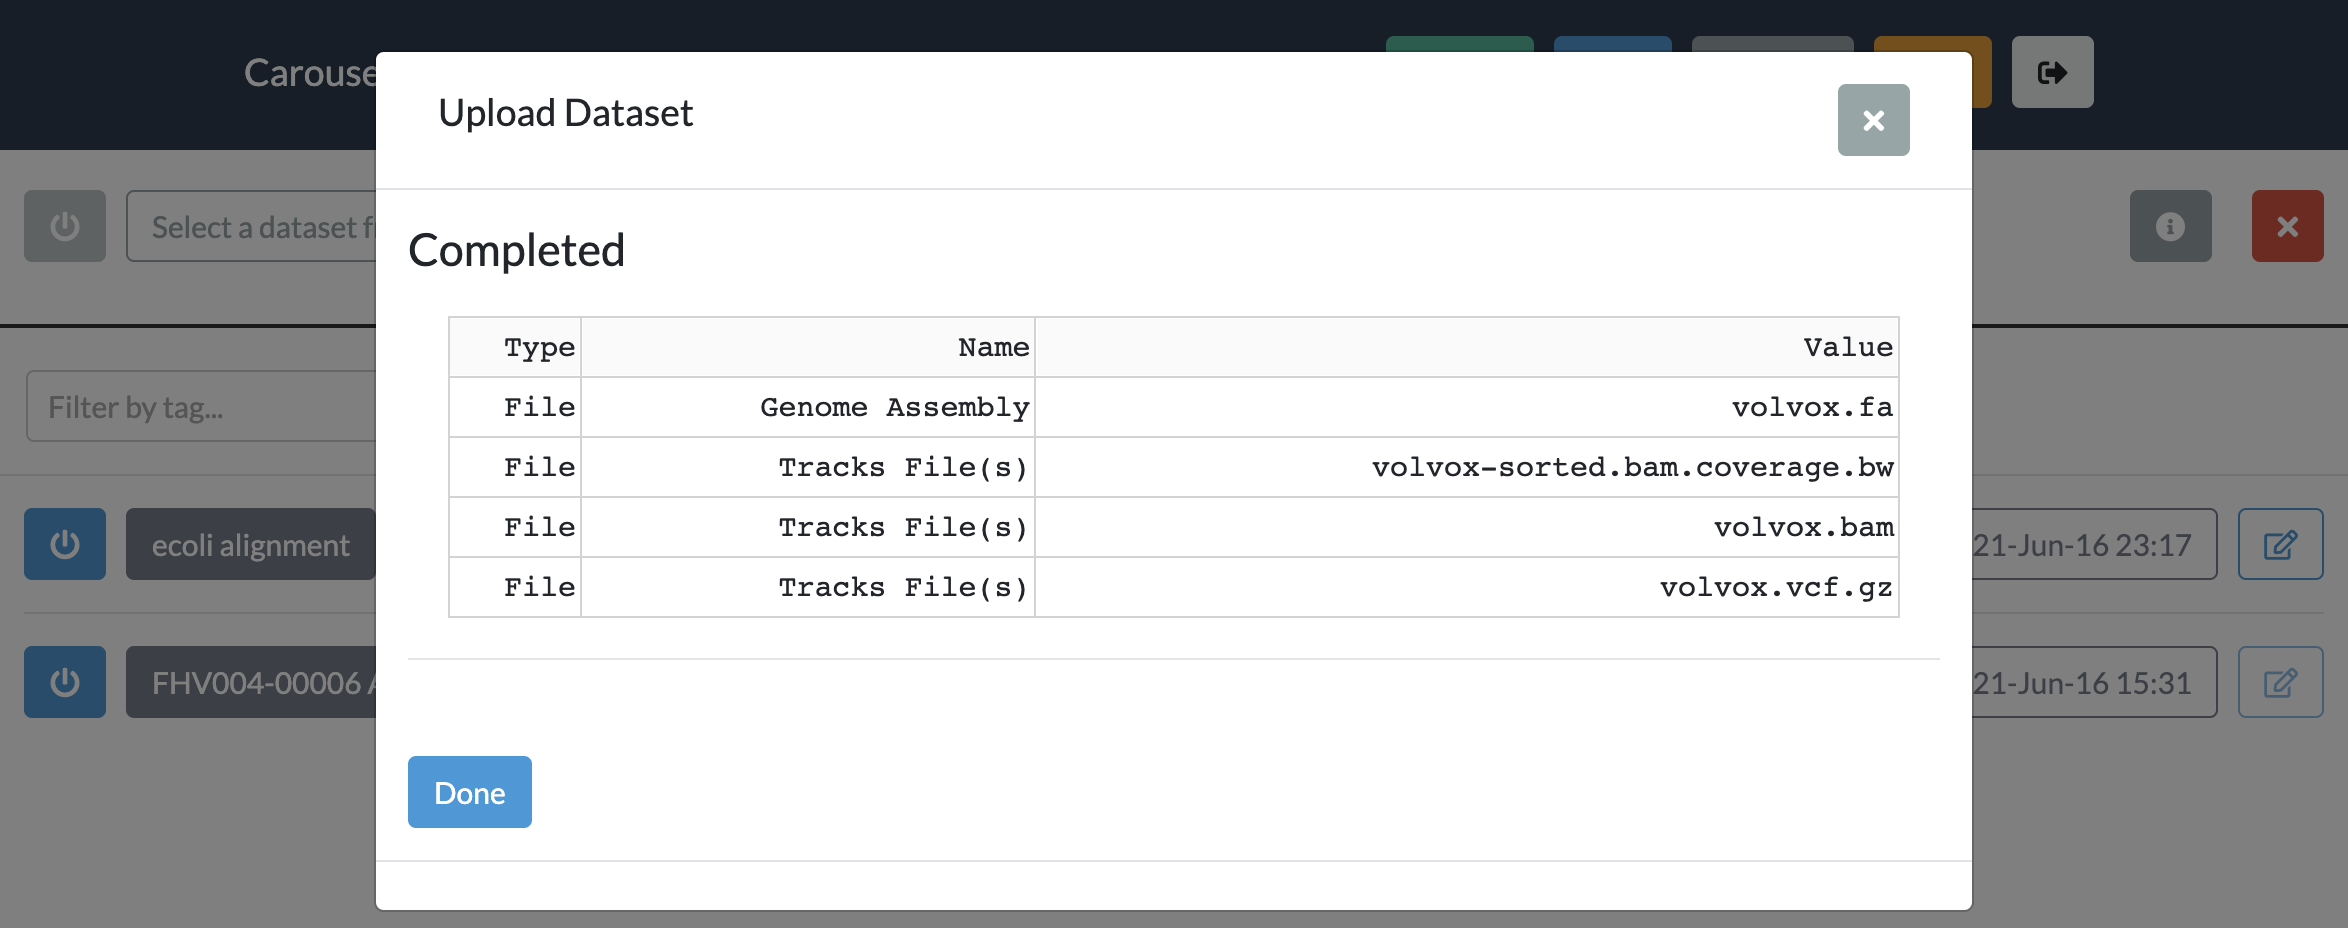 Carouse
Upload Dataset
Select a dataset f
Completed
Type Name Value
File Genome Assembly volvox.fa
Filter by tag...
File Tracks File(s) volvox-sorted.bam.coverage.bw
File Tracks File(s) volvox.bam
ecoli alignment
21-Jun-16 23:17
File Tracks File(s) volvox.vcf.gz
FHV004-00006
21-Jun-16 15:31
Done